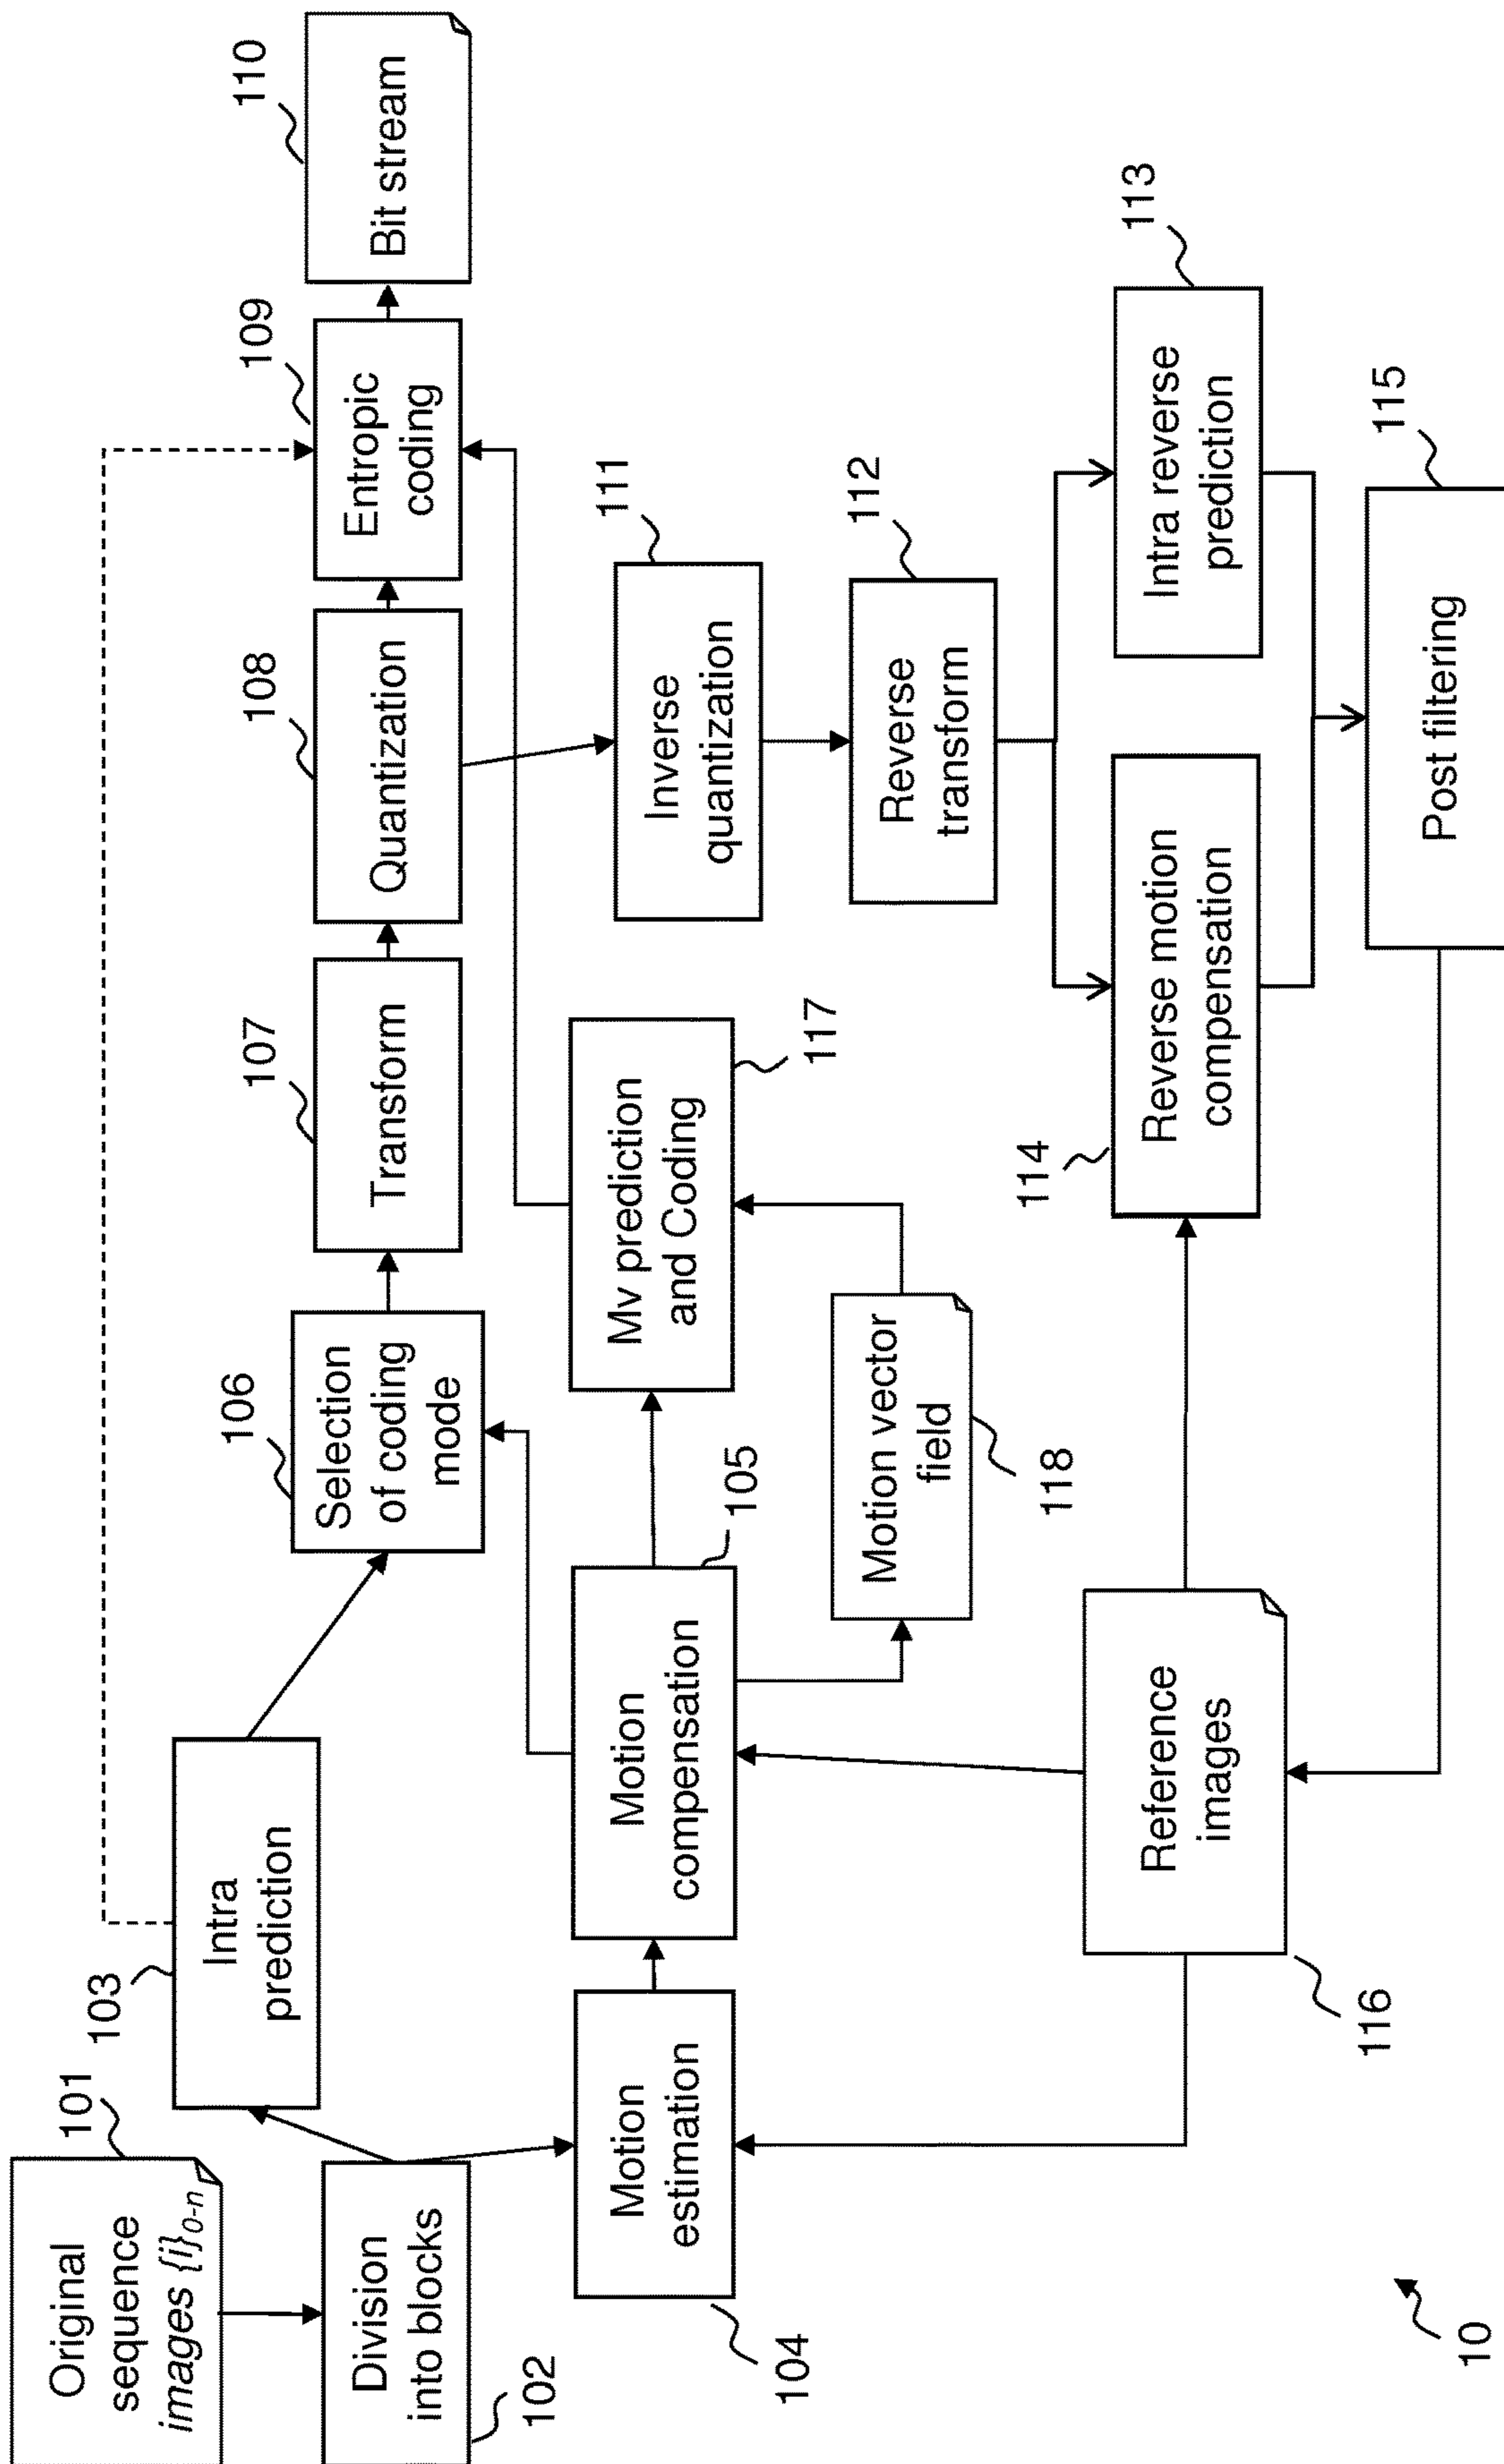 Original
sequence
images {i}0-n
101
Division
into blocks
102
Intra
prediction
103
Motion
estimation
104
Motion
compensation
105
Selection
of coding
mode
106
Transform
107
Quantization
108
Entropic
coding
109
Bit stream
110
Mv prediction
and Coding
117
Motion vector
field
118
Inverse
quantization
111
Reverse
transform
112
Intra reverse
prediction
113
Reverse motion
compensation
114
Post filtering
115
Reference
images
116
10